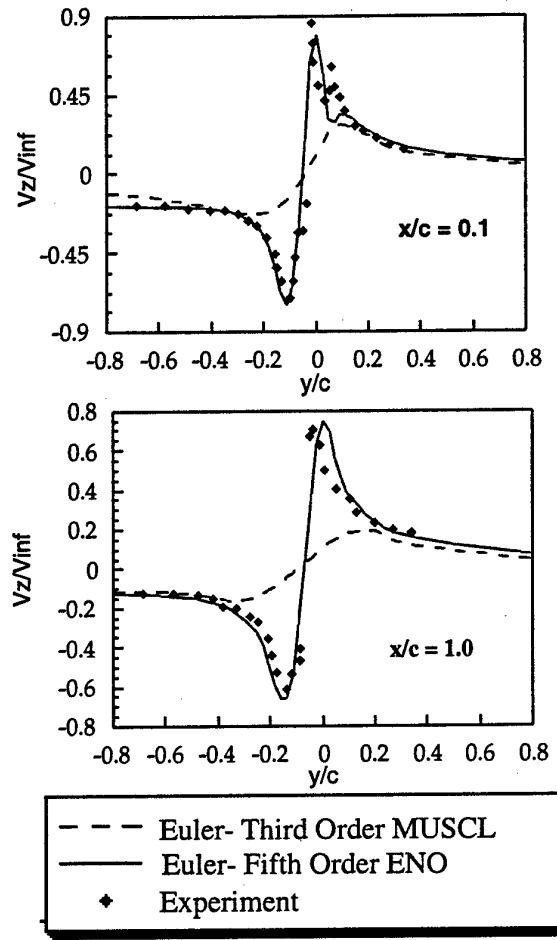 0.9
0.45
0
-0.45
-0.9
Vz/Vinf
x/c = 0.1
-0.8 -0.6 -0.4 -0.2 0 0.2 0.4 0.6 0.8
y/c
0.8
0.6
0.4
0.2
0
-0.2
-0.4
-0.6
0.8
Vz/Vinf
x/c = 1.0
-0.8 -0.6 -0.4 -0.2 0 0.2 0.4 0.6 0.8
y/c
Euler- Third Order MUSCL
Euler- Fifth Order ENO
Experiment